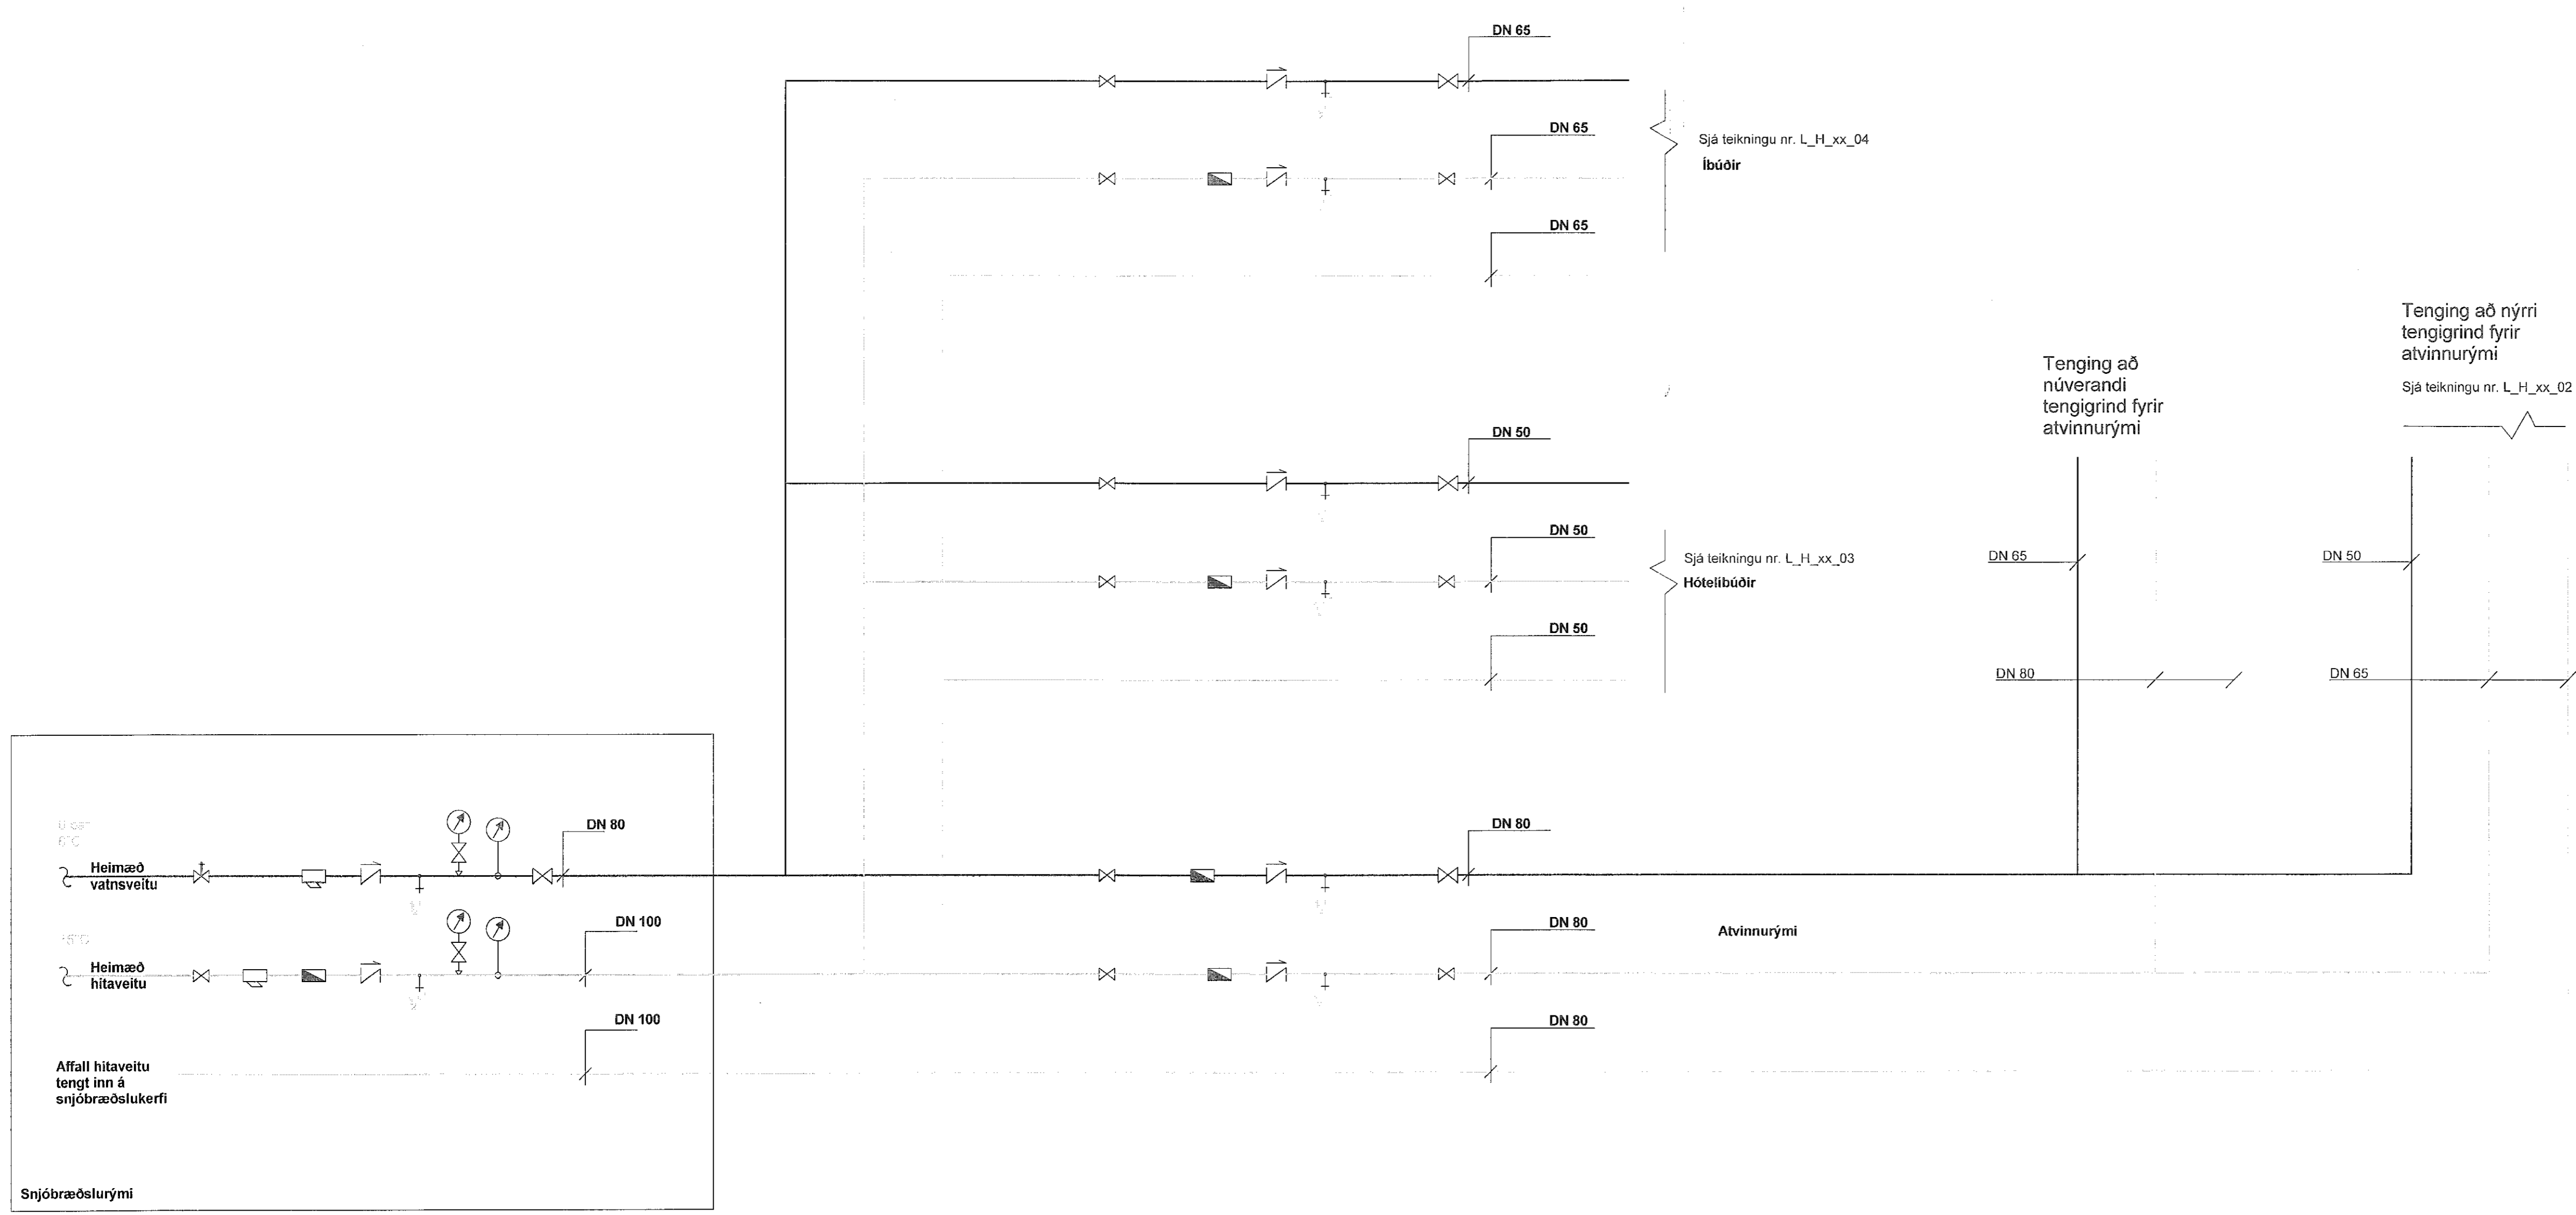 DN 65
DN 65
Sjá teikningu nr. L_H_xx_04
Íbúðir
DN 65
Tenging að nýrri
tengigrind fyrir
atvinnurými
Sjá teikningu nr. L_H_xx_02
Tenging að
núverandi
tengigrind fyrir
atvinnurými
DN 50
DN 50
Sjá teikningu nr. L_H_xx_03
Hótelíbúðir
DN 65
DN 50
DN 50
DN 80
DN 65
6°C
DN 80
DN 80
Heimæð
vatnsveitu
DN 100
DN 80
Atvinnurými
Heimæð
hitaveitu
DN 100
DN 80
Affall hitaveitu
tengt inn á
snjóbræðslukerfi
Snjóbræðslurými